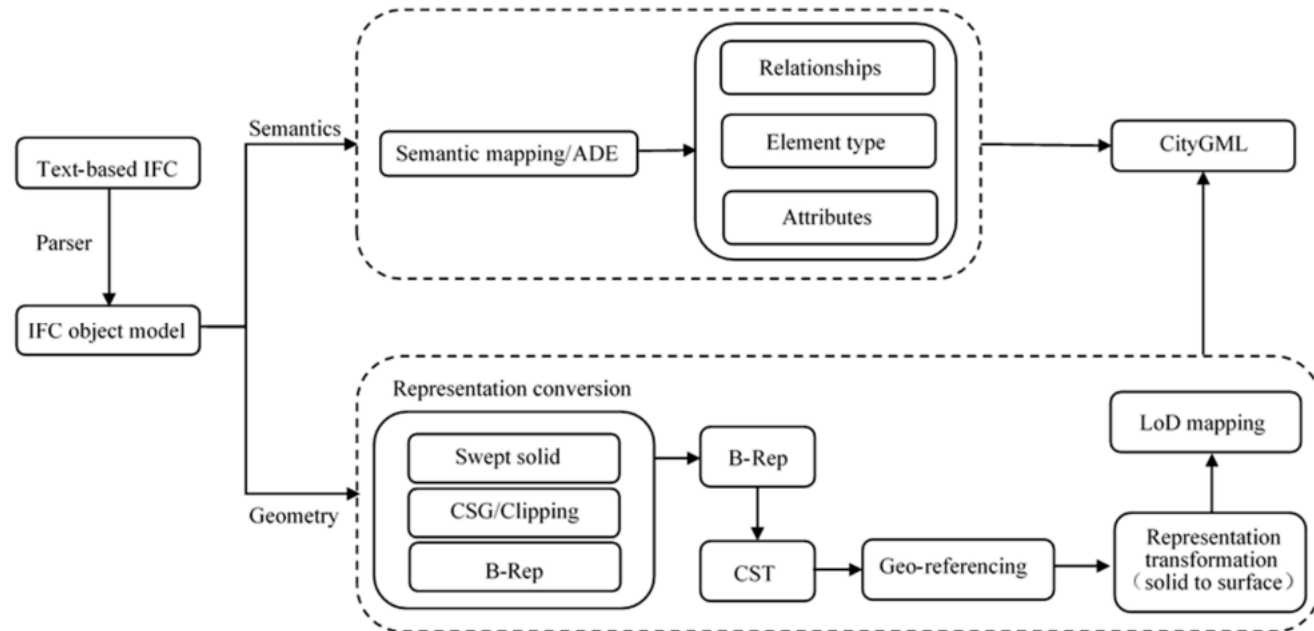 Relationships
Semantics
Text-based IFC
Semantic mapping/ADE
Element type
CityGML
Attributes
Parser
IFC object model
Representation conversion
LoD mapping
Swept solid
B-Rep
CSG/Clipping
Geometry
B-Rep
CST
Geo-referencing
Representation
transformation
（solid to surface）